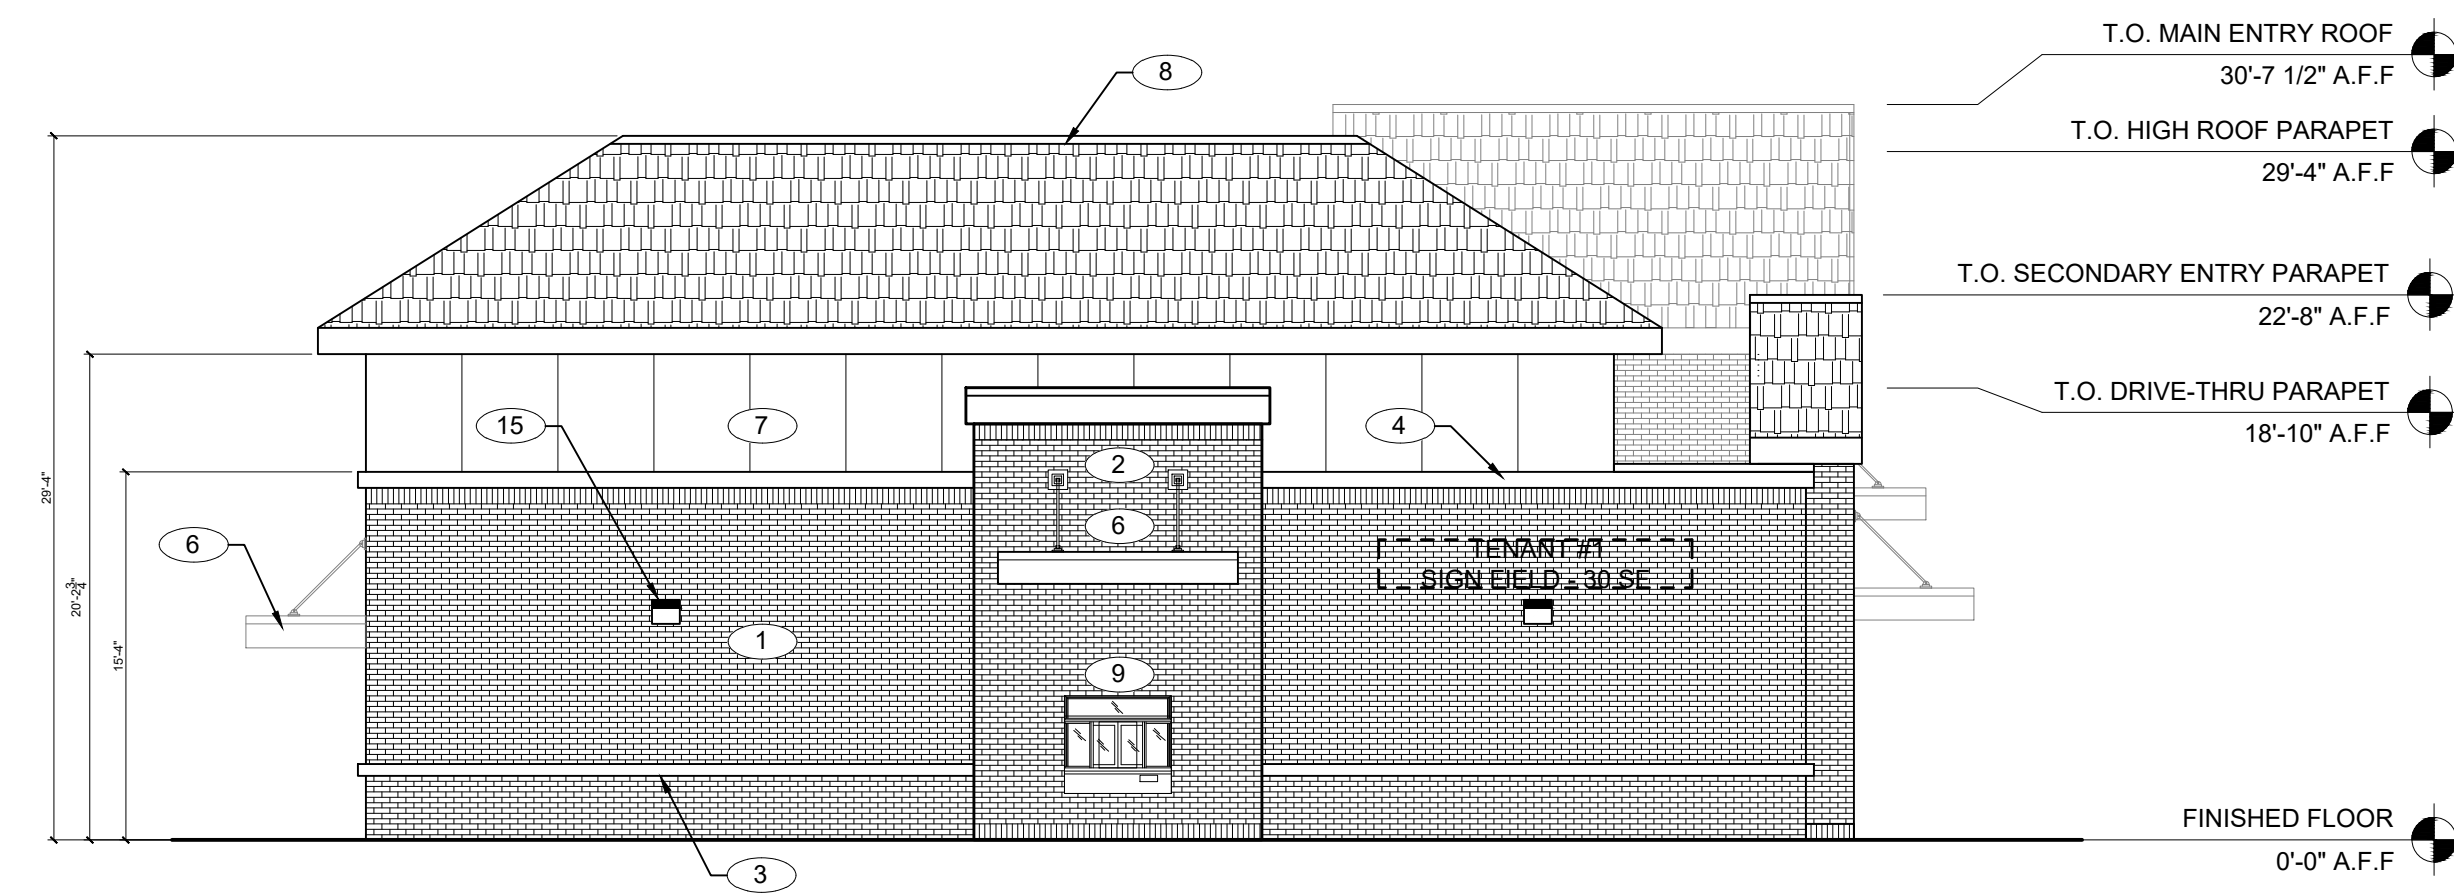 T.O. MAIN ENTRY ROOF
30'-7 1/2" A.F.F
8
T.O. HIGH ROOF PARAPET
29'-4" A.F.F
T.O. SECONDARY ENTRY PARAPET
22'-8" A.F.F
T.O. DRIVE-THRU PARAPET
18'-10" A.F.F
15
7
4
2
29'-4"
20'-2 3/4"
15'-4"
6
6
TENANT #1
SIGN FIELD - 30 SF
1
9
3
FINISHED FLOOR
0'-0" A.F.F